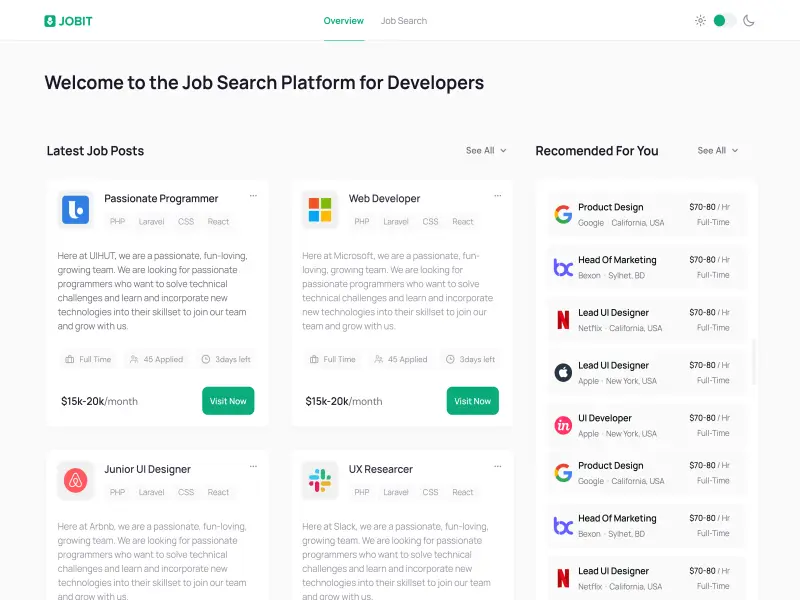 JOBIT
Overview
Job Search
Welcome to the Job Search Platform for Developers
Latest Job Posts
See All
Passionate Programmer
PHP Laravel CSS React
Here at UIHUT, we are a passionate, fun-loving,
growing team. We are looking for passionate
programmers who want to solve technical
challenges and learn and incorporate new
technologies into their skillset to join our team
and grow with us.
Full Time 45 Applied 3days left
$15k-20k/month
Visit Now
Web Developer
PHP Laravel CSS React
Here at Microsoft, we are a passionate, fun-
loving, growing team. We are looking for
passionate programmers who want to solve
technical challenges and learn and incorporate
new technologies into their skillset to join our
team and grow with us.
Full Time 45 Applied 3days left
$15k-20k/month
Visit Now
Junior UI Designer
PHP Laravel CSS React
Here at Arbnb, we are a passionate, fun-loving,
growing team. We are looking for passionate
programmers who want to solve technical
challenges and learn and incorporate new
technologies into their skillset to join our team
UX Researcer
PHP Laravel CSS React
Here at Slack, we are a passionate, fun-loving,
growing team. We are looking for passionate
programmers who want to solve technical
challenges and learn and incorporate new
technologies into their skillset to join our team
Recomended For You
See All
Product Design $70-80 / Hr
Google · California, USA Full-Time
bc
Head Of Marketing $70-80 / Hr
Bexon · Sylhet, BD Full-Time
Lead UI Designer $70-80 / Hr
Netflix · California, USA Full-Time
Lead UI Designer $70-80 / Hr
Apple · New York, USA Full-Time
in
UI Developer $70-80 / Hr
Apple · New York, USA Full-Time
Product Design $70-80 / Hr
Google · California, USA Full-Time
bc
Head Of Marketing $70-80 / Hr
Bexon · Sylhet, BD Full-Time
Lead UI Designer $70-80 / Hr
Netflix · California, USA Full-Time